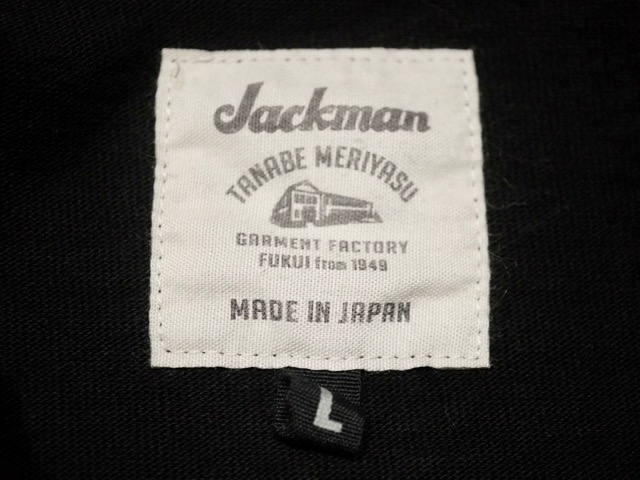 Jackman
TANABE MERIYASU
GARMENT FACTORY
FUKUI from 1949
MADE IN JAPAN
L